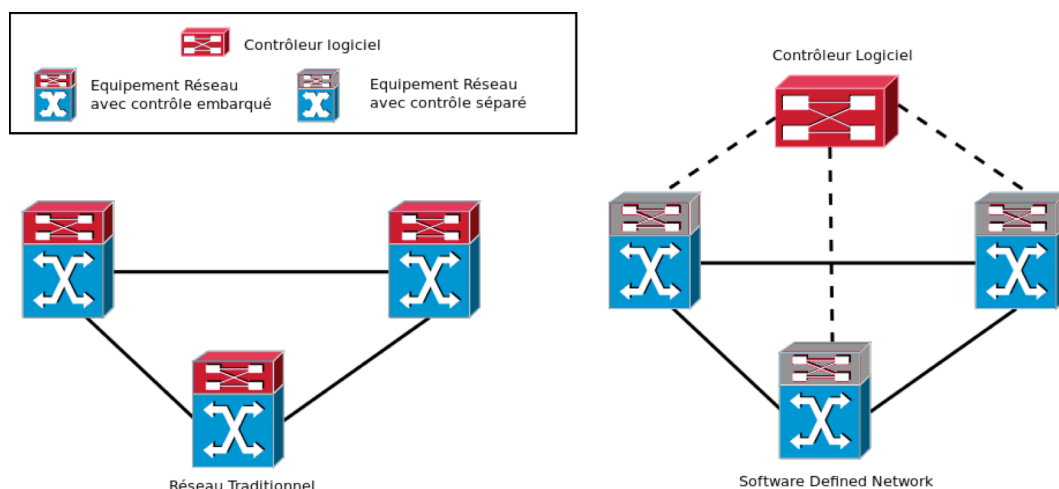 Contrôleur logiciel
Equipement Réseau
avec contrôle embarqué
Equipement Réseau
avec contrôle séparé
Contrôleur Logiciel
Réseau Traditionnel
Software Defined Network